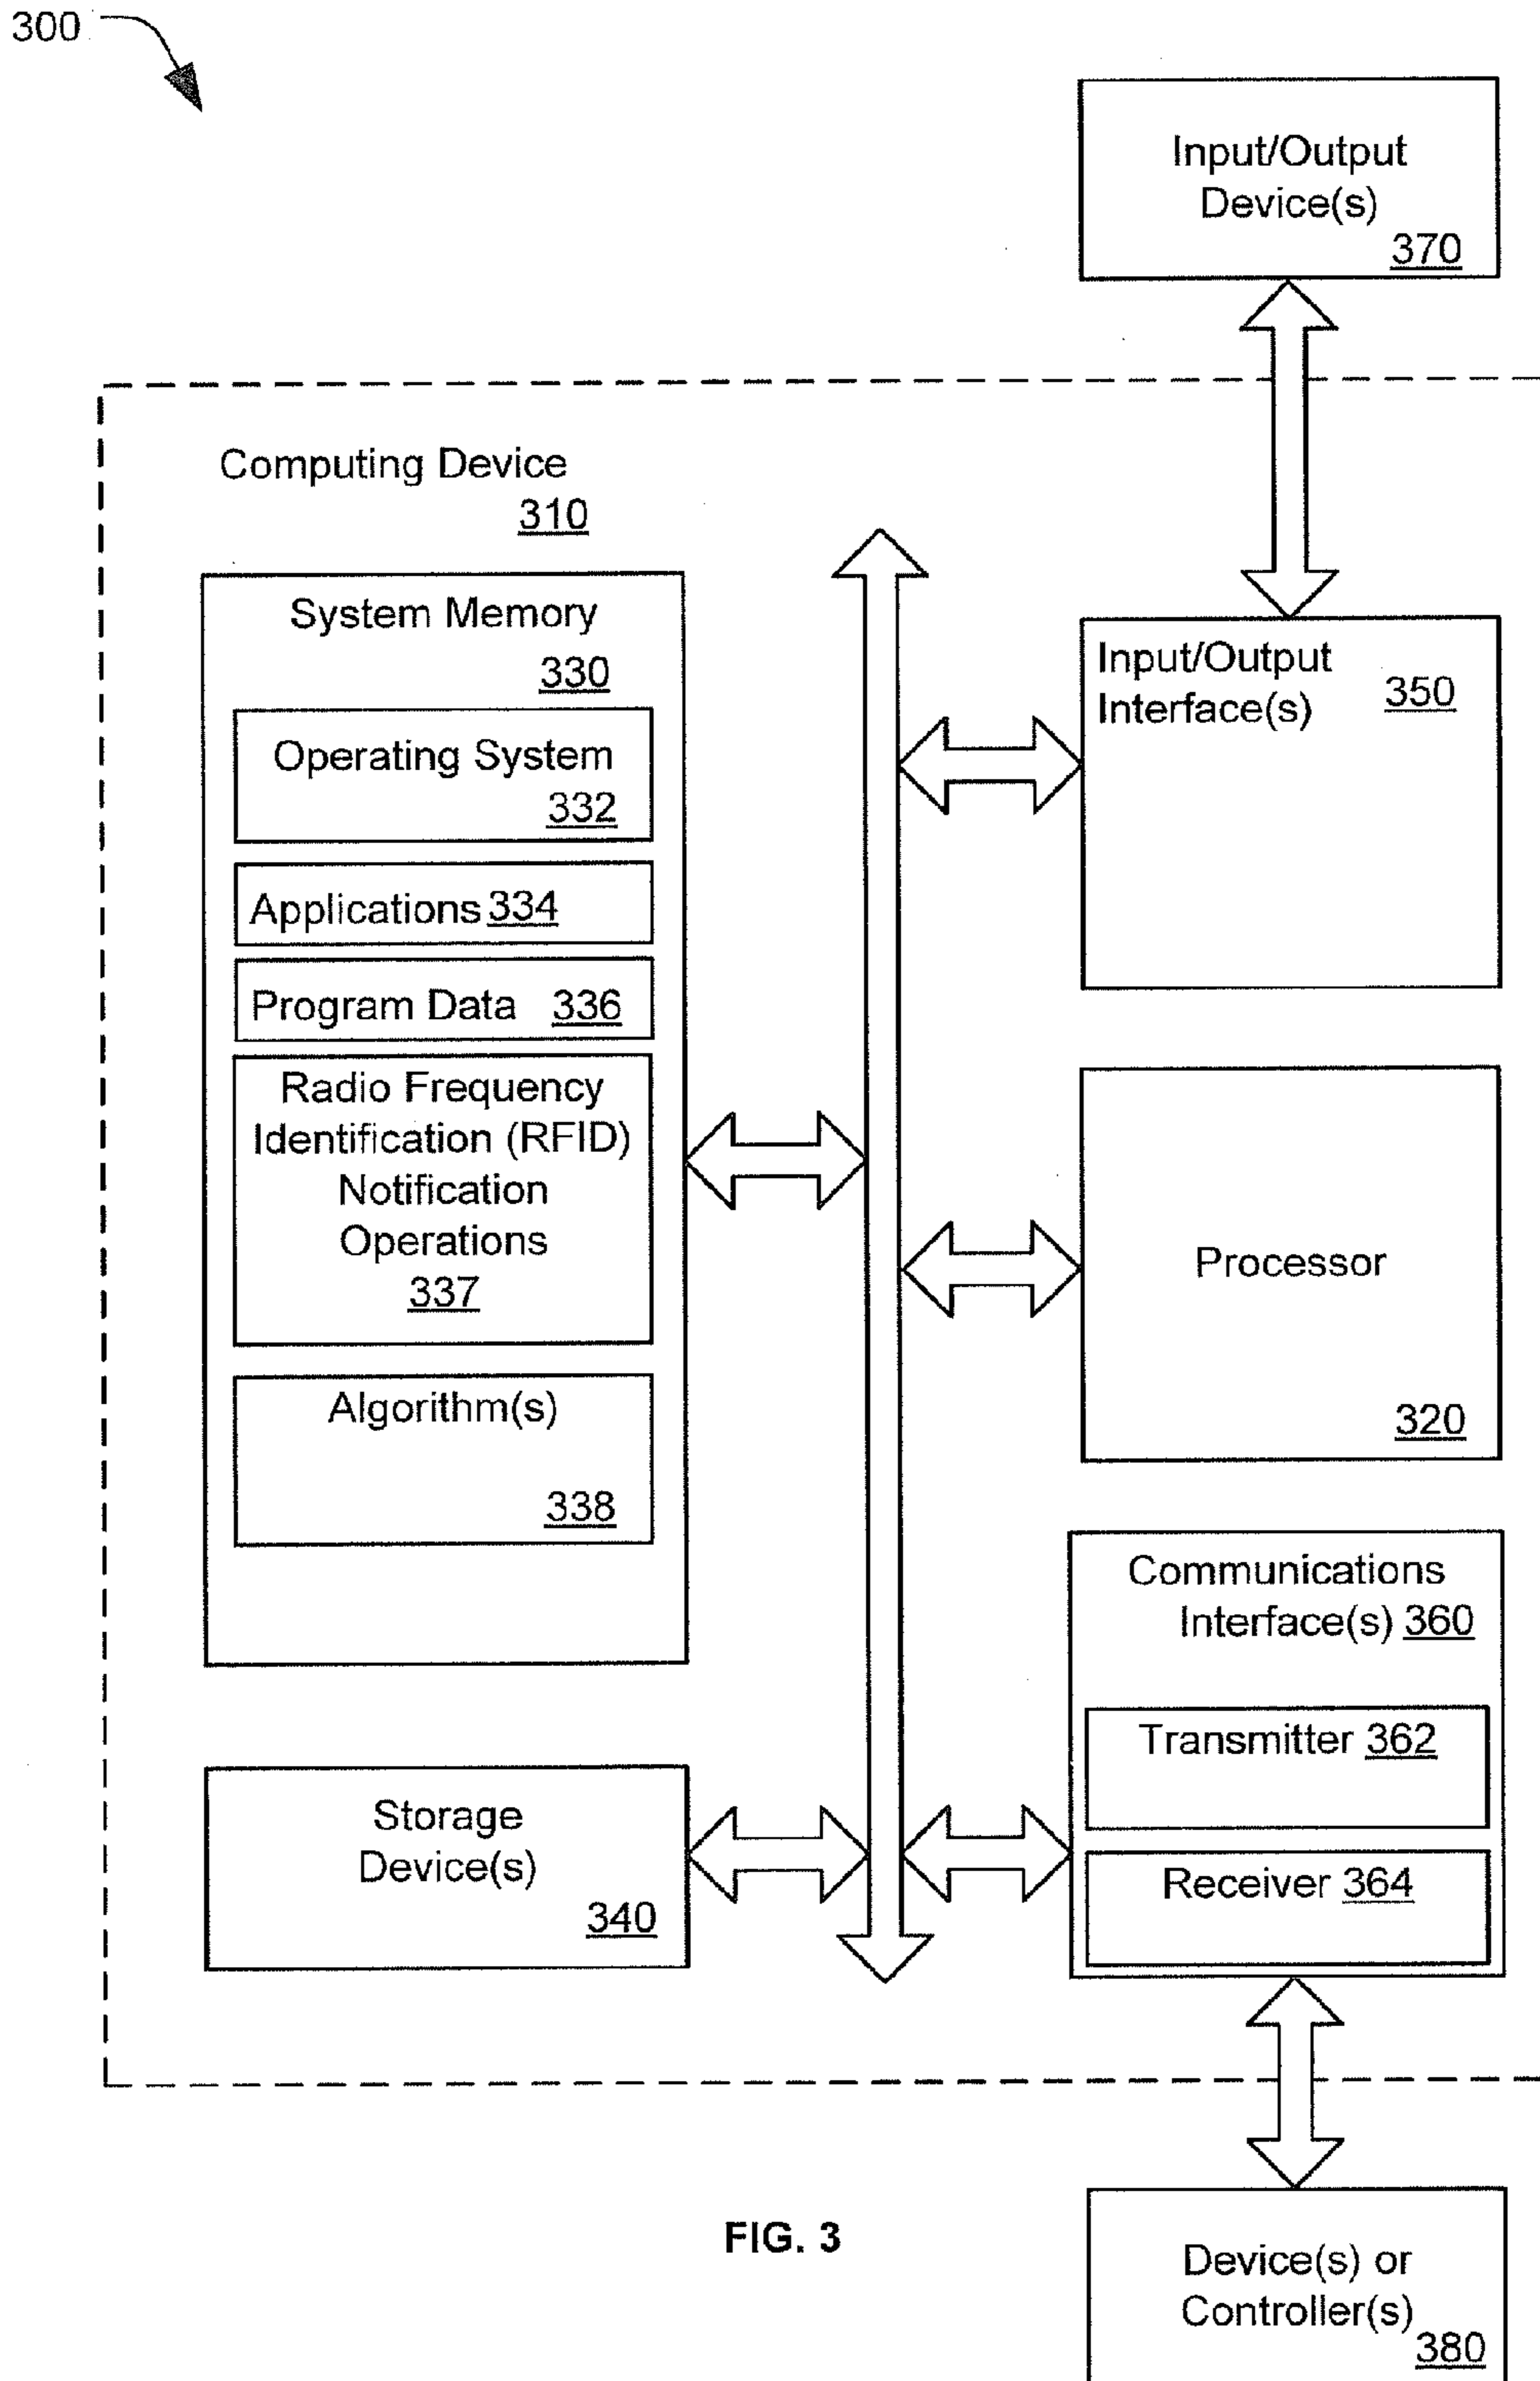 300
Input/Output
Device(s)
370
Computing Device
310
System Memory
330
Operating System
332
Applications 334
Program Data 336
Radio Frequency
Identification (RFID)
Notification
Operations
337
Algorithm(s)
338
Storage
Device(s)
340
Input/Output
Interface(s) 350
Processor
320
Communications
Interface(s) 360
Transmitter 362
Receiver 364
Device(s) or
Controller(s)
380
FIG. 3